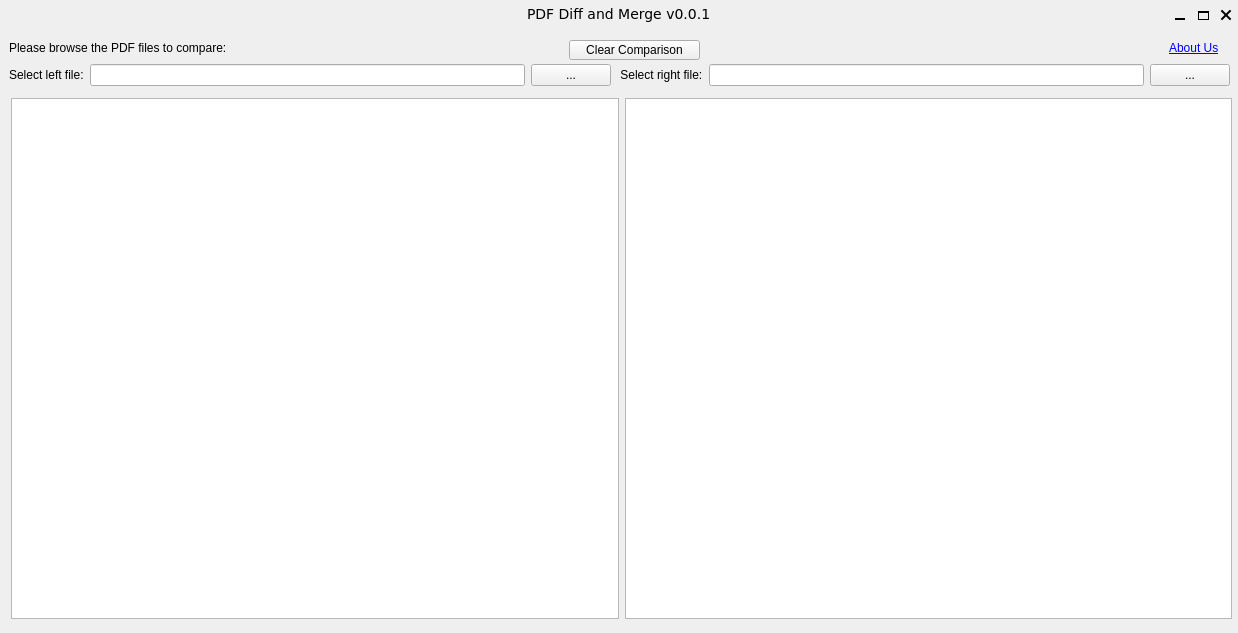 PDF Diff and Merge v0.0.1
Please browse the PDF files to compare:
Clear Comparison
About Us
Select left file:
...
Select right file:
...